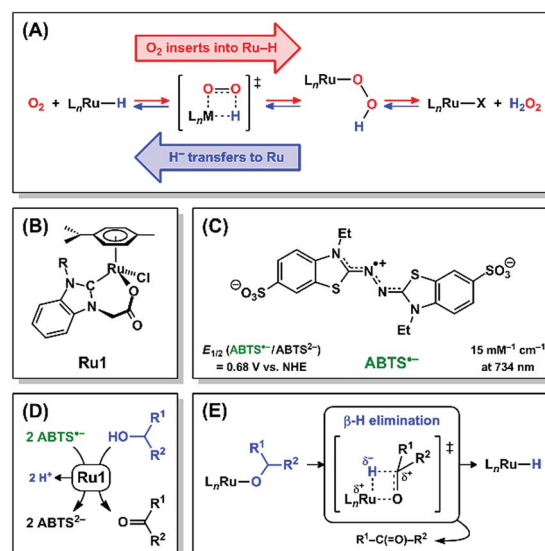 (A)
O₂ inserts into Ru–H
O₂ + LₙRu H
O O
LₙM H
‡
LₙRu O
O
H
LₙRu X + H₂O₂
H⁻ transfers to Ru
(B)
R
N
C
N
Ru
Cl
O
O
Ru1
(C)
Et
⊖
SO₃
N
S
N •+
N
S
N
Et
SO₃ ⊖
E1/2 (ABTS•−/ABTS²⁻)
= 0.68 V vs. NHE
ABTS•−
15 mM⁻¹ cm⁻¹
at 734 nm
(D)
2 ABTS•−
HO R¹
R²
2 H⁺
Ru1
2 ABTS²⁻
O R¹
R²
(E)
β-H elimination
R¹
R²
LₙRu O
δ⁻
H
R¹
R²
δ⁺
δ⁺
LₙRu O
‡
LₙRu H
R¹–C(=O)–R²